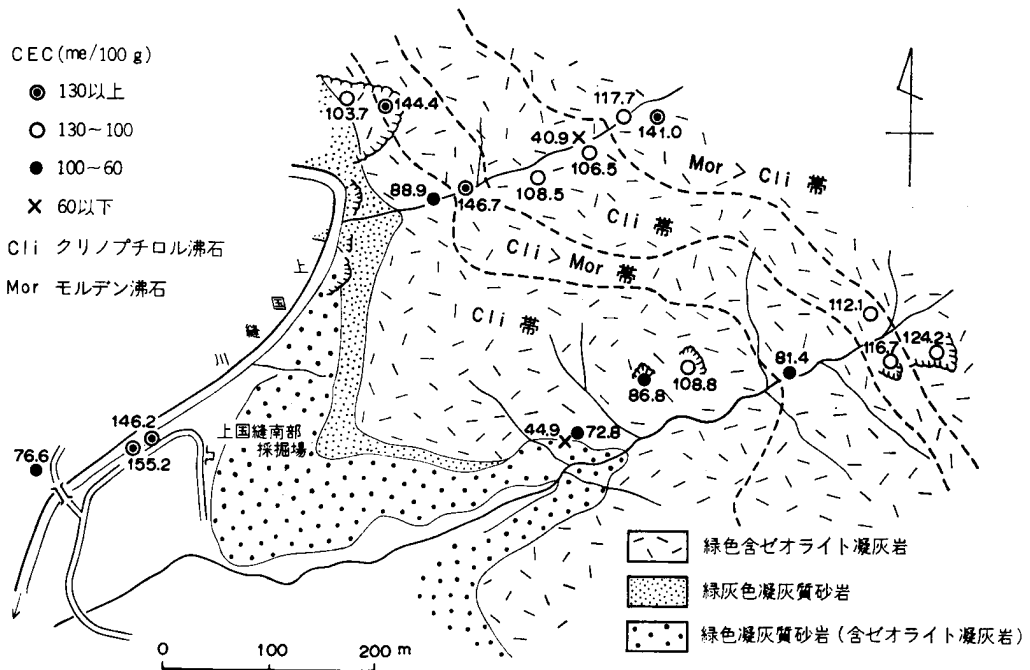 CEC(me/100 g)
130以上
130～100
100～60
× 60以下
Cli クリノプチロル沸石
Mor モルデン沸石
103.7
144.4
117.7
141.0
40.9
106.5
108.5
88.9
146.7
Mor > Cli 帯
Cli 帯
Cli > Mor 帯
Cli 帯
上
国
縫
川
112.1
116.7
124.2
81.4
108.8
86.8
72.8
44.9
146.2
155.2
76.6
上国縫南部
採掘場
緑色含ゼオライト凝灰岩
緑灰色凝灰質砂岩
緑色凝灰質砂岩(含ゼオライト凝灰岩)
0 100 200 m